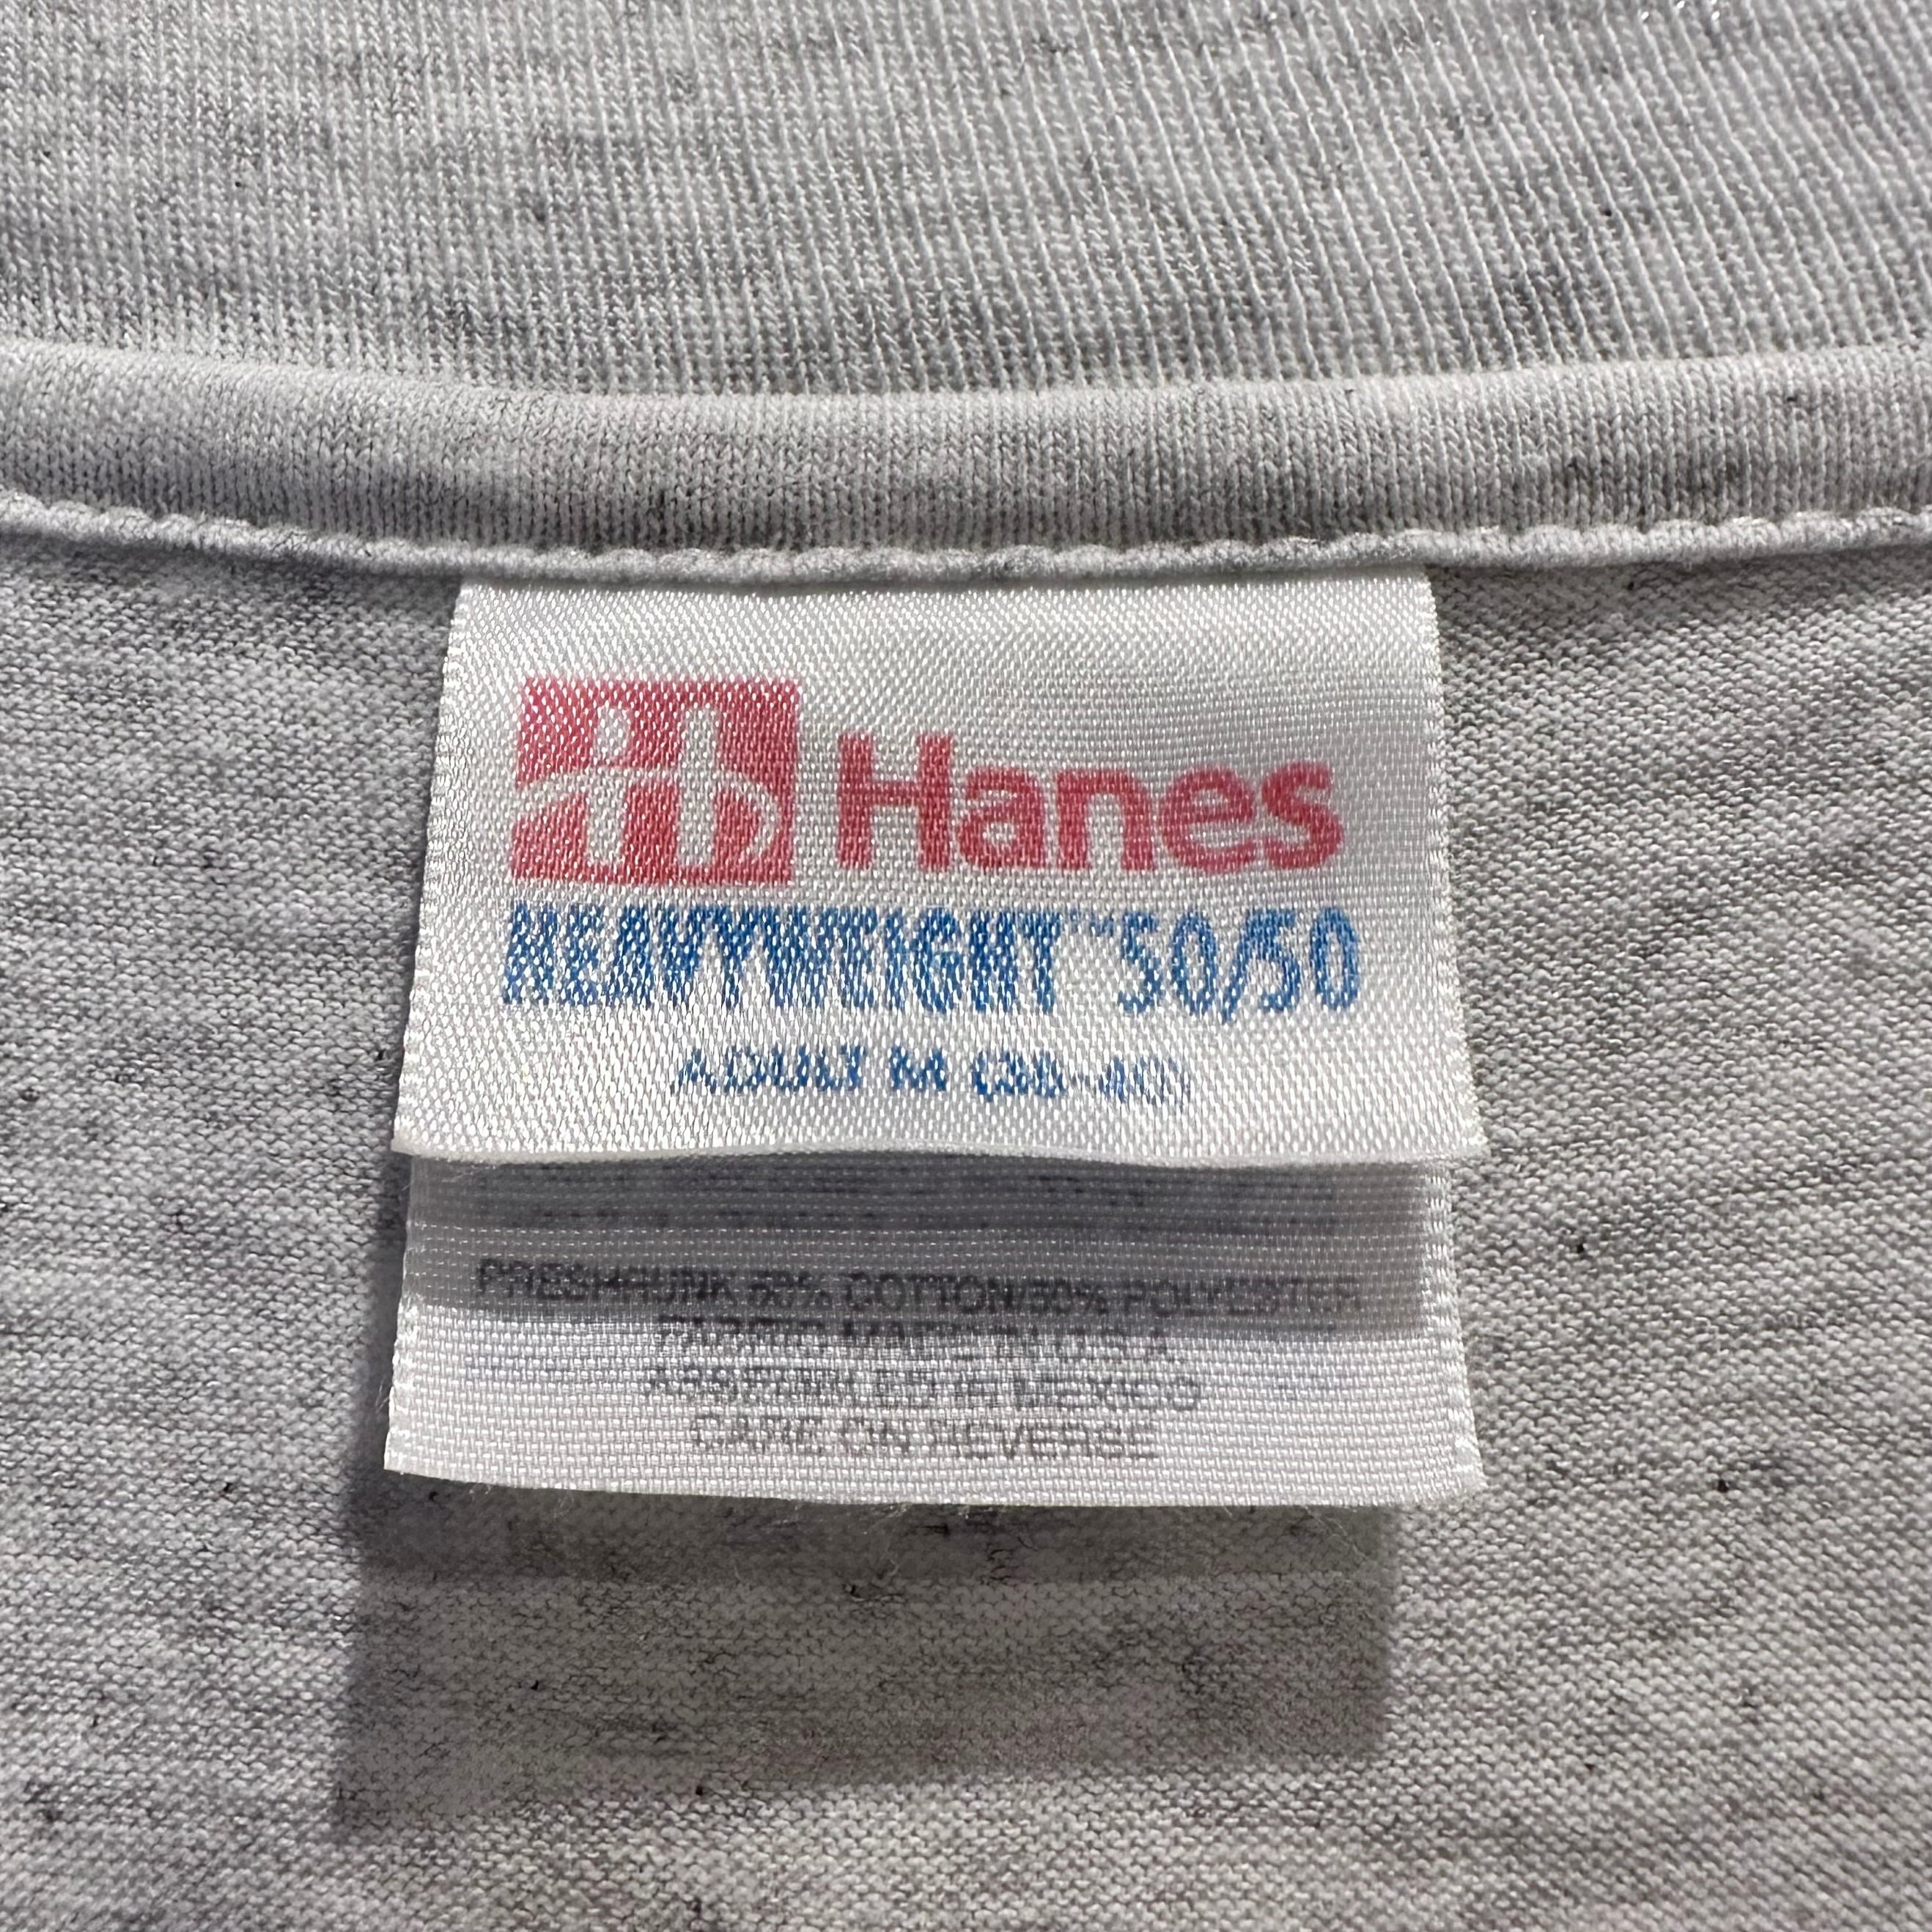 Hanes
HEAVYWEIGHT™ 50/50
ADULT M (38-40)
PRESHRUNK 50% COTTON 50% POLYESTER
FABRIC MADE IN U.S.A.
ASSEMBLED IN MEXICO
CARE ON REVERSE